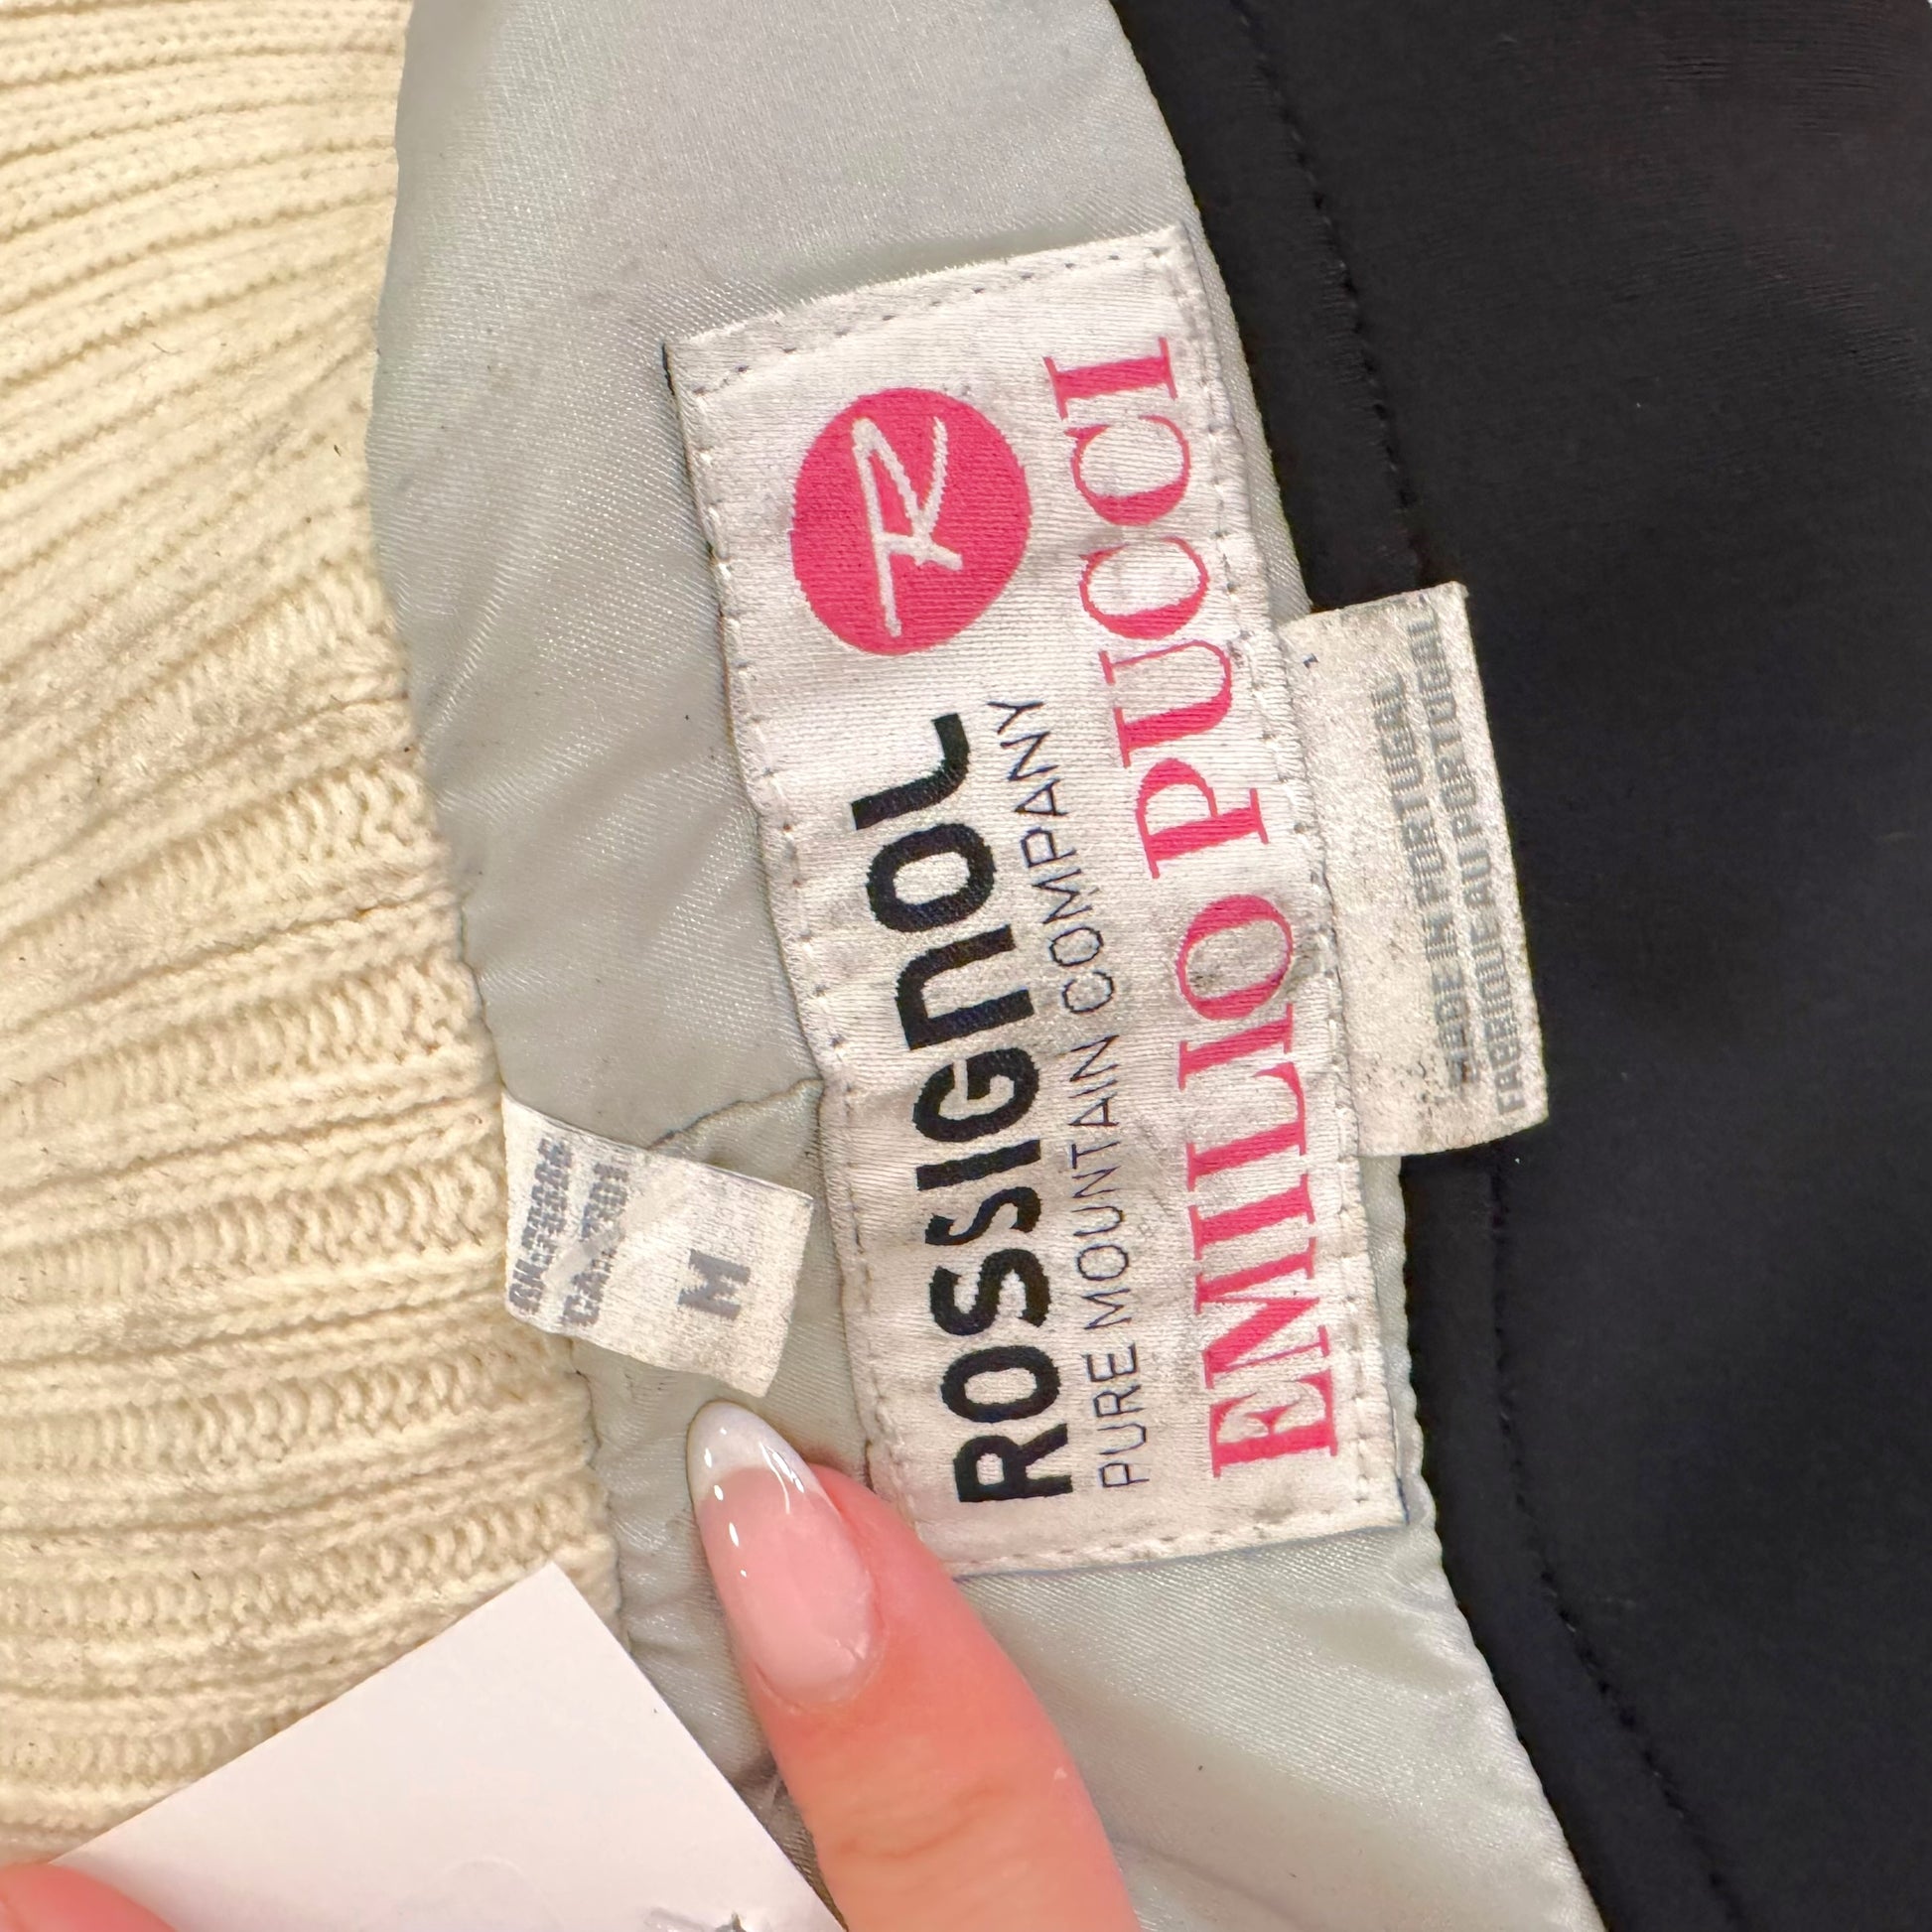 R
ROSSIGNOL
PURE MOUNTAIN COMPANY
EMILIO PUCCI
MADE IN PORTUGAL
FABRIQUE AU PORTUGAL
M